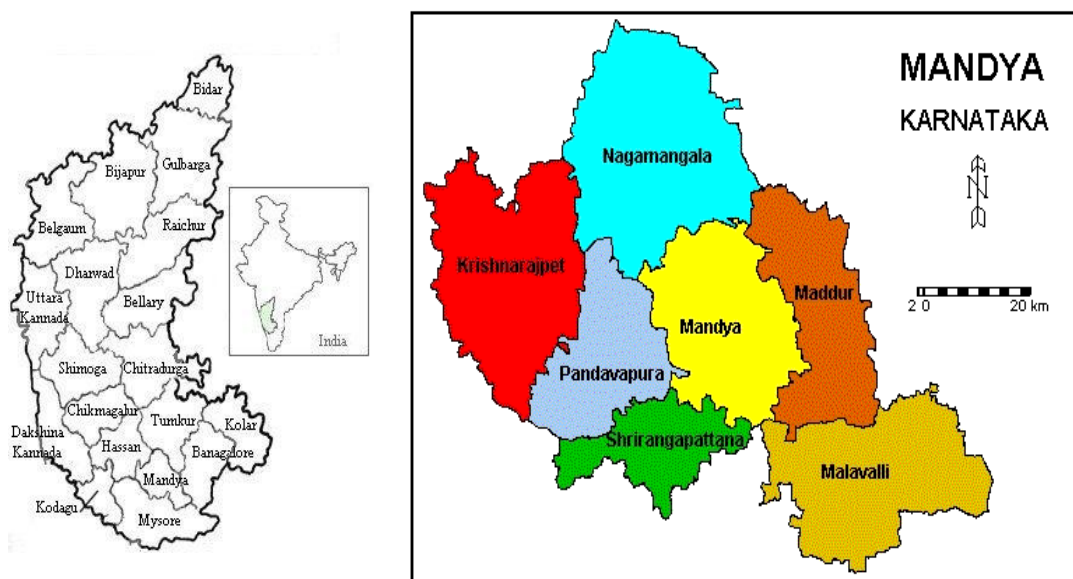 Bidar
Gulbarga
Bijapur
Belgaum
Raichur
Dharwad
Uttara
Kannada
Bellary
Shimoga
Chitradurga
Chikmagalur
Tumkur
Kolar
Dakshina
Kannada
Hassan
Banagalore
Mandya
Kodagu
Mysore
India
MANDYA
KARNATAKA
N
Nagamangala
Krishnarajpet
Maddur
2 0 20 km
Mandya
Pandavapura
Shrirangapattana
Malavalli